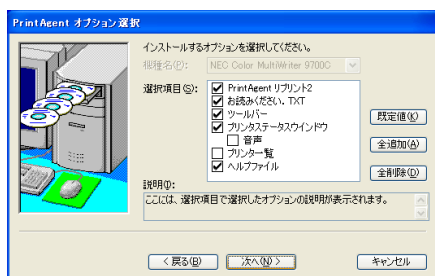 PrintAgent オプション選択
インストールするオプションを選択してください。
機種名(P): NEC Color MultiWriter 9700C
選択項目(S): PrintAgent リプリント2
お読みください.TXT
ツールバー
プリンタステータスウインドウ
音声
プリンタ一覧
ヘルプファイル
既定値(K)
全追加(A)
全削除(D)
説明(I):
ここには、選択項目で選択したオプションの説明が表示されます。
< 戻る(B) 次へ(N) > キャンセル